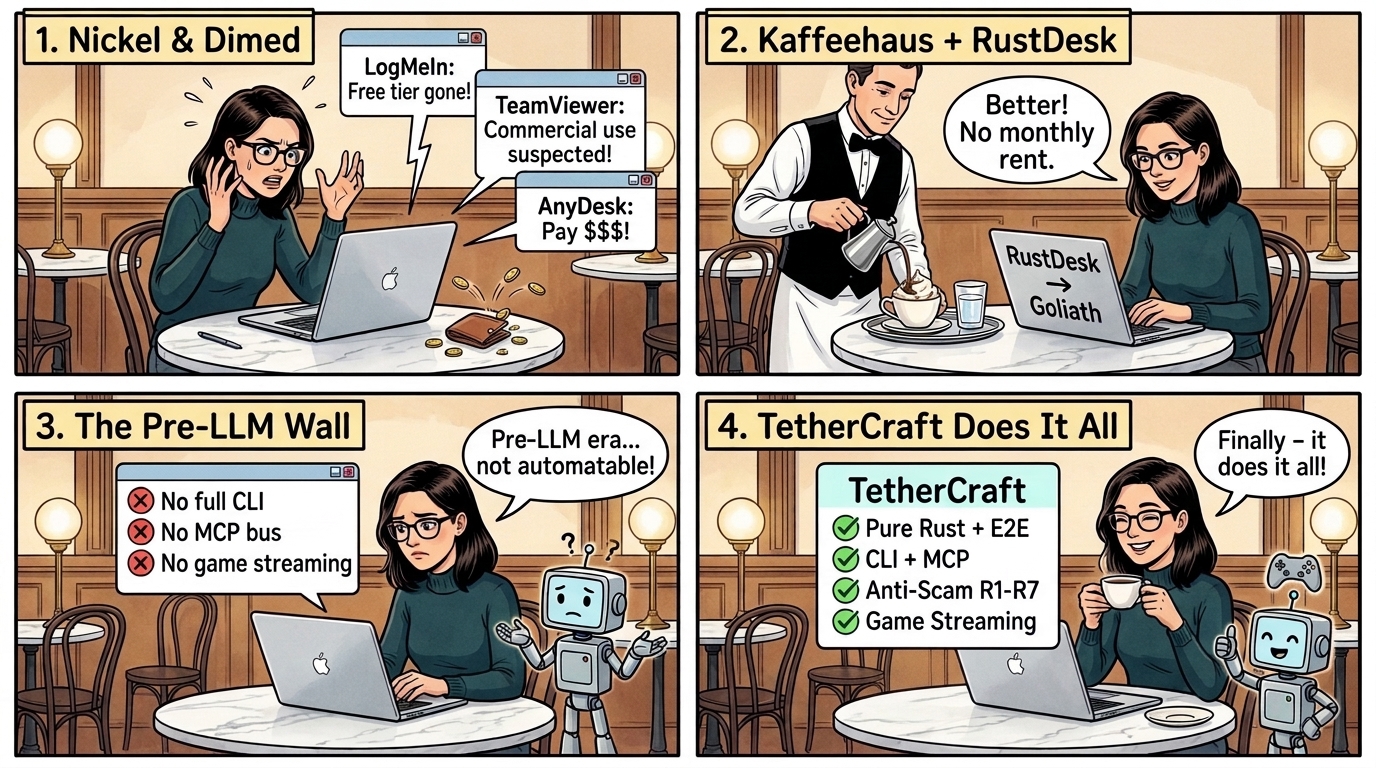 1. Nickel & Dimed
LogMeIn:
Free tier gone!
TeamViewer:
Commercial use
suspected!
AnyDesk:
Pay $$$!
2. Kaffeehaus + RustDesk
Better!
No monthly
rent.
RustDesk
→
Goliath
3. The Pre-LLM Wall
Pre-LLM era...
not automatable!
No full CLI
No MCP bus
No game streaming
? ?
4. TetherCraft Does It All
Finally – it
does it all!
TetherCraft
Pure Rust + E2E
CLI + MCP
Anti-Scam R1-R7
Game Streaming